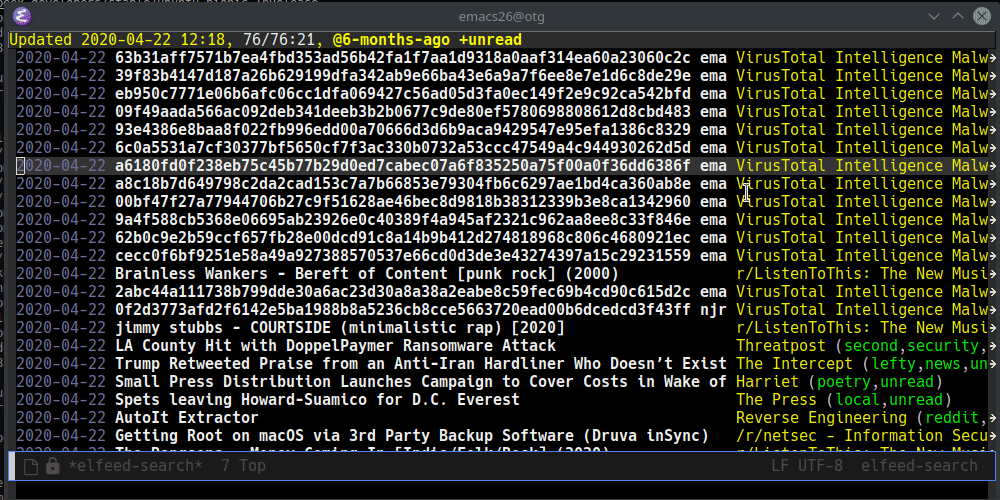 emacs26@otg
Updated 2020-04-22 12:18, 76/76:21, @6-months-ago +unread
2020-04-22 63b31aff7571b7ea4fbd353ad56b42fa1f7aa1d9318a0aaf314ea60a23060c2c ema VirusTotal Intelligence Malw
2020-04-22 39f83b4147d187a26b629199dfa342ab9e66ba43e6a9a7f6ee8e7e1d6c8de29e ema VirusTotal Intelligence Malw
2020-04-22 eb950c7771e06b6afc06cc1dfa069427c56ad05d3fa0ec149f2e9c92ca542bfd ema VirusTotal Intelligence Malw
2020-04-22 09f49aada566ac092deb341deeb3b2b0677c9de80ef5780698808612d8cbd483 ema VirusTotal Intelligence Malw
2020-04-22 93e4386e8baa8f022fb996edd00a70666d3d6b9aca9429547e95efa1386c8329 ema VirusTotal Intelligence Malw
2020-04-22 6c0a5531a7cf30377bf5650cf7f3ac330b0732a53ccc47549a4c944930262d5d ema VirusTotal Intelligence Malw
2020-04-22 a6180fd0f238eb75c45b77b29d0ed7cabec07a6f835250a75f00a0f36dd6386f ema VirusTotal Intelligence Malw
2020-04-22 a8c18b7d649798c2da2cad153c7a7b66853e79304fb6c6297ae1bd4ca360ab8e ema VirusTotal Intelligence Malw
2020-04-22 00bf47f27a77944706b27c9f51628ae46bec8d9818b38312339b3e8ca1342960 ema VirusTotal Intelligence Malw
2020-04-22 9a4f588cb5368e06695ab23926e0c40389f4a945af2321c962aa8ee8c33f846e ema VirusTotal Intelligence Malw
2020-04-22 62b0c9e2b59ccf657fb28e00dcd91c8a14b9b412d274818968c806c4680921ec ema VirusTotal Intelligence Malw
2020-04-22 cecc0f6bf9251e58a49a927388570537e66cd0d3de3e43274397a15c29231559 ema VirusTotal Intelligence Malw
2020-04-22 Brainless Wankers - Bereft of Content [punk rock] (2000) r/ListenToThis: The New Musi
2020-04-22 2abc44a111738b799dde30a6ac23d30a8a38a2eabe8c59fec69b4cd90c615d2c ema VirusTotal Intelligence Malw
2020-04-22 0f2d3773afd2f6142e5ba1988b8a5236cb8cce5663720ead00b6dcedcd3f43ff njr VirusTotal Intelligence Malw
2020-04-22 jimmy stubbs - COURTSIDE (minimalistic rap) [2020] r/ListenToThis: The New Musi
2020-04-22 LA County Hit with DoppelPaymer Ransomware Attack Threatpost (second,security,
2020-04-22 Trump Retweeted Praise from an Anti-Iran Hardliner Who Doesn’t Exist The Intercept (lefty,news,un
2020-04-22 Small Press Distribution Launches Campaign to Cover Costs in Wake of Harriet (poetry,unread)
2020-04-22 Spets leaving Howard-Suamico for D.C. Everest The Press (local,unread)
2020-04-22 AutoIt Extractor Reverse Engineering (reddit,
2020-04-22 Getting Root on macOS via 3rd Party Backup Software (Druva inSync) /r/netsec - Information Secu
*elfeed-search* 7 Top LF UTF-8 elfeed-search